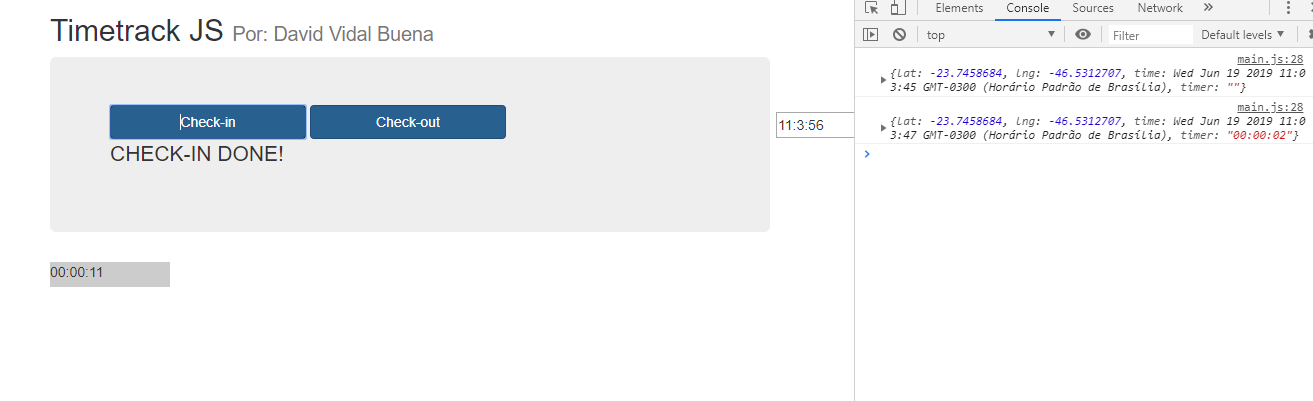 Timetrack JS Por: David Vidal Buena
Check-in
Check-out
CHECK-IN DONE!
11:3:56
00:00:11
Elements Console Sources Network »
top
Filter
Default levels
main.js:28
{lat: -23.7458684, lng: -46.5312707, time: Wed Jun 19 2019 11:0
3:45 GMT-0300 (Horário Padrão de Brasília), timer: ""}
main.js:28
{lat: -23.7458684, lng: -46.5312707, time: Wed Jun 19 2019 11:0
3:47 GMT-0300 (Horário Padrão de Brasília), timer: "00:00:02"}